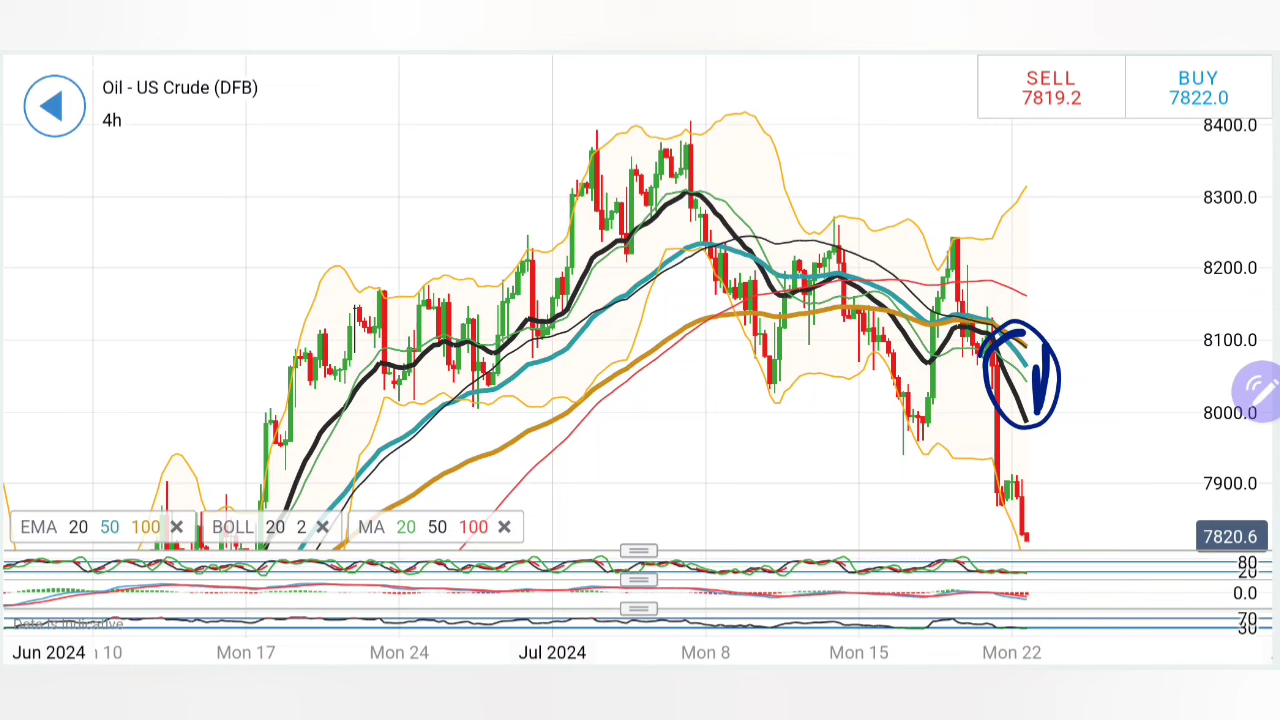 Oil - US Crude (DFB)
4h
SELL
7819.2
BUY
7822.0
8400.0
8300.0
8200.0
8100.0
8000.0
7900.0
7820.6
EMA 20 50 100
BOLL 20 2
MA 20 50 100
80
20
0.0
70
30
Data is indicative
Jun 2024
10
Mon 17
Mon 24
Jul 2024
Mon 8
Mon 15
Mon 22